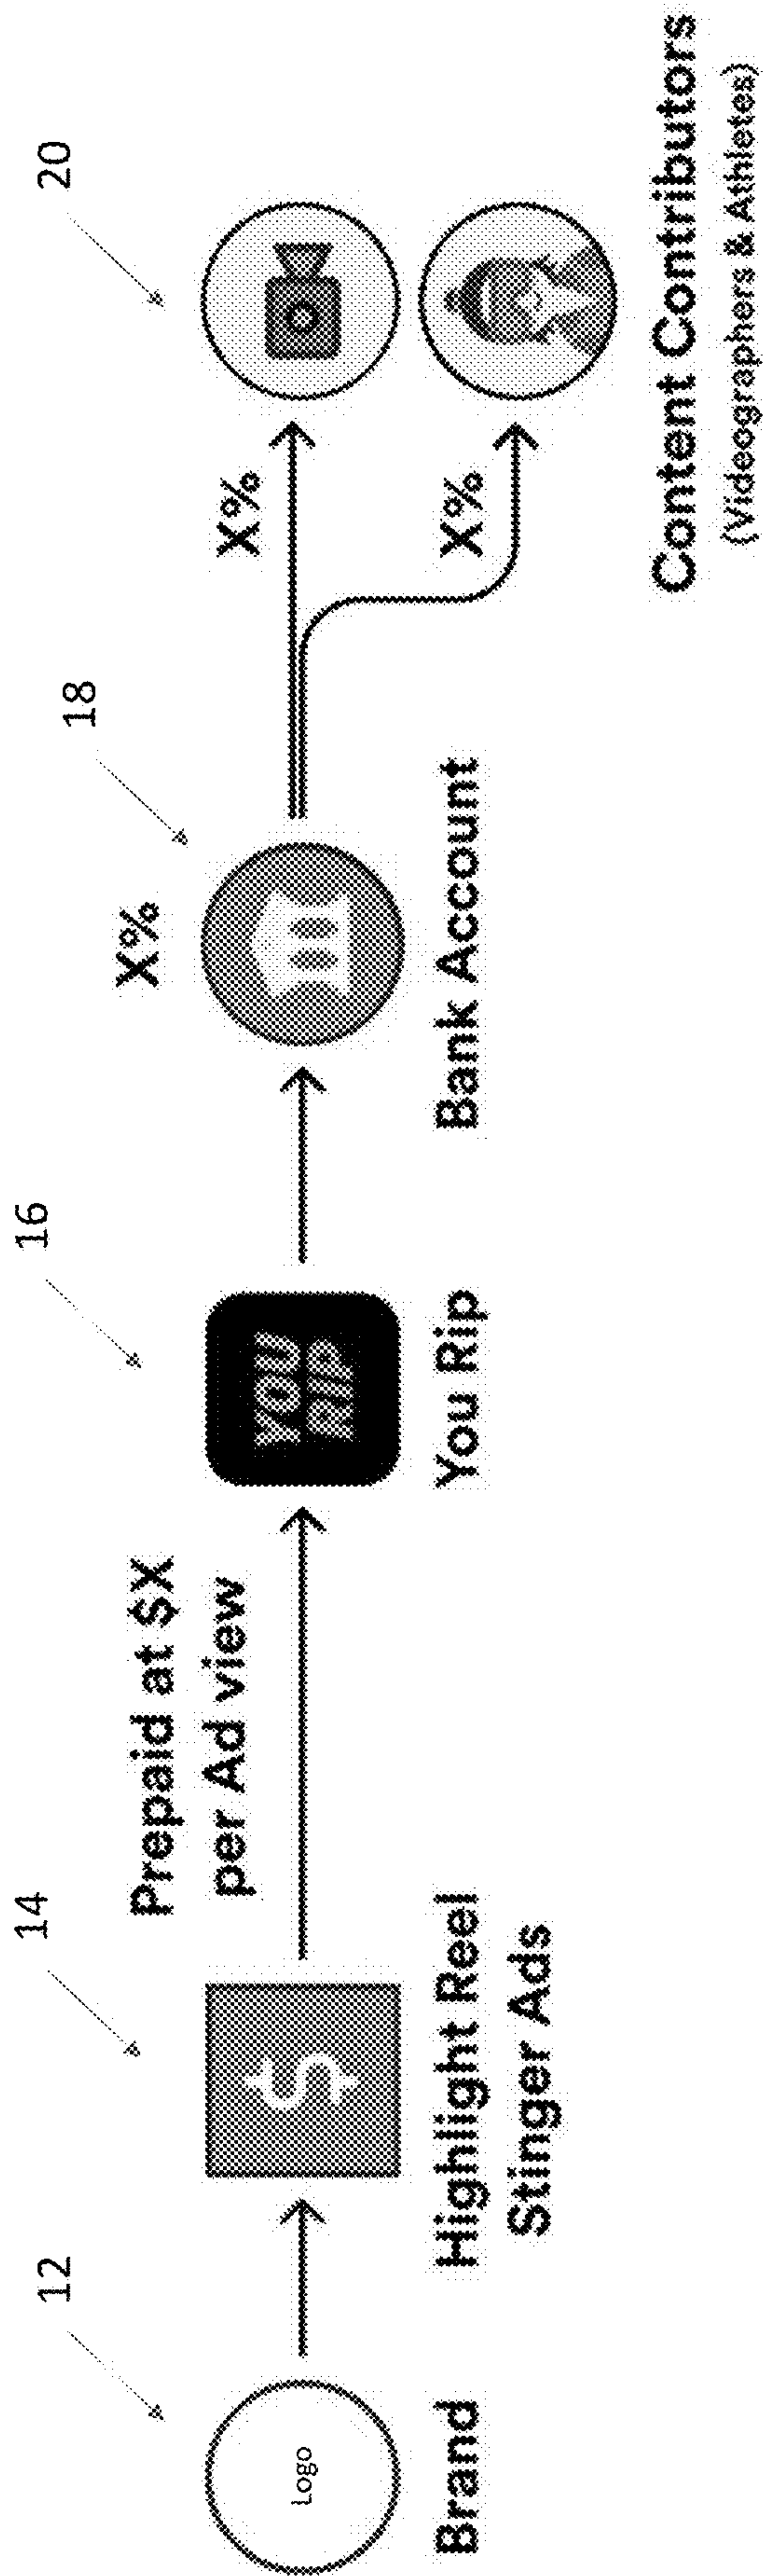 12
14
16
18
20
Logo
Brand
Highlight Reel
Stinger Ads
Prepaid at $X
per Ad view
YOU
RIP
You Rip
X%
Bank Account
X%
X%
Content Contributors
(Videographers & Athletes)